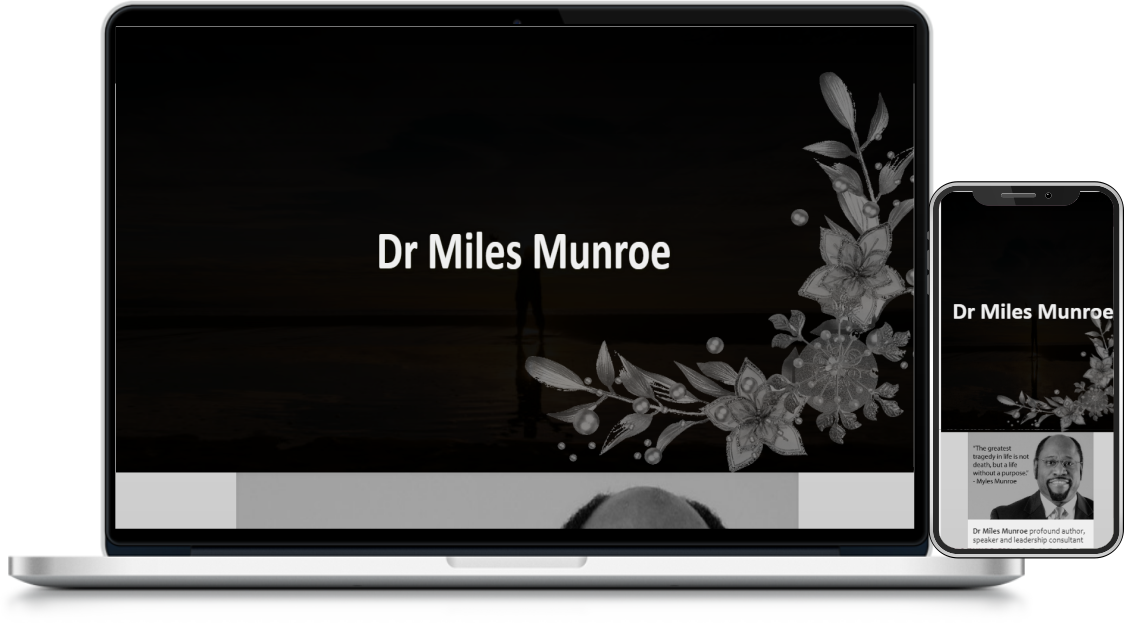 Dr Miles Munroe
Dr Miles Munroe
"The greatest
tragedy in life is not
death, but a life
without a purpose."
- Myles Munroe
Dr Miles Munroe profound author,
speaker and leadership consultant